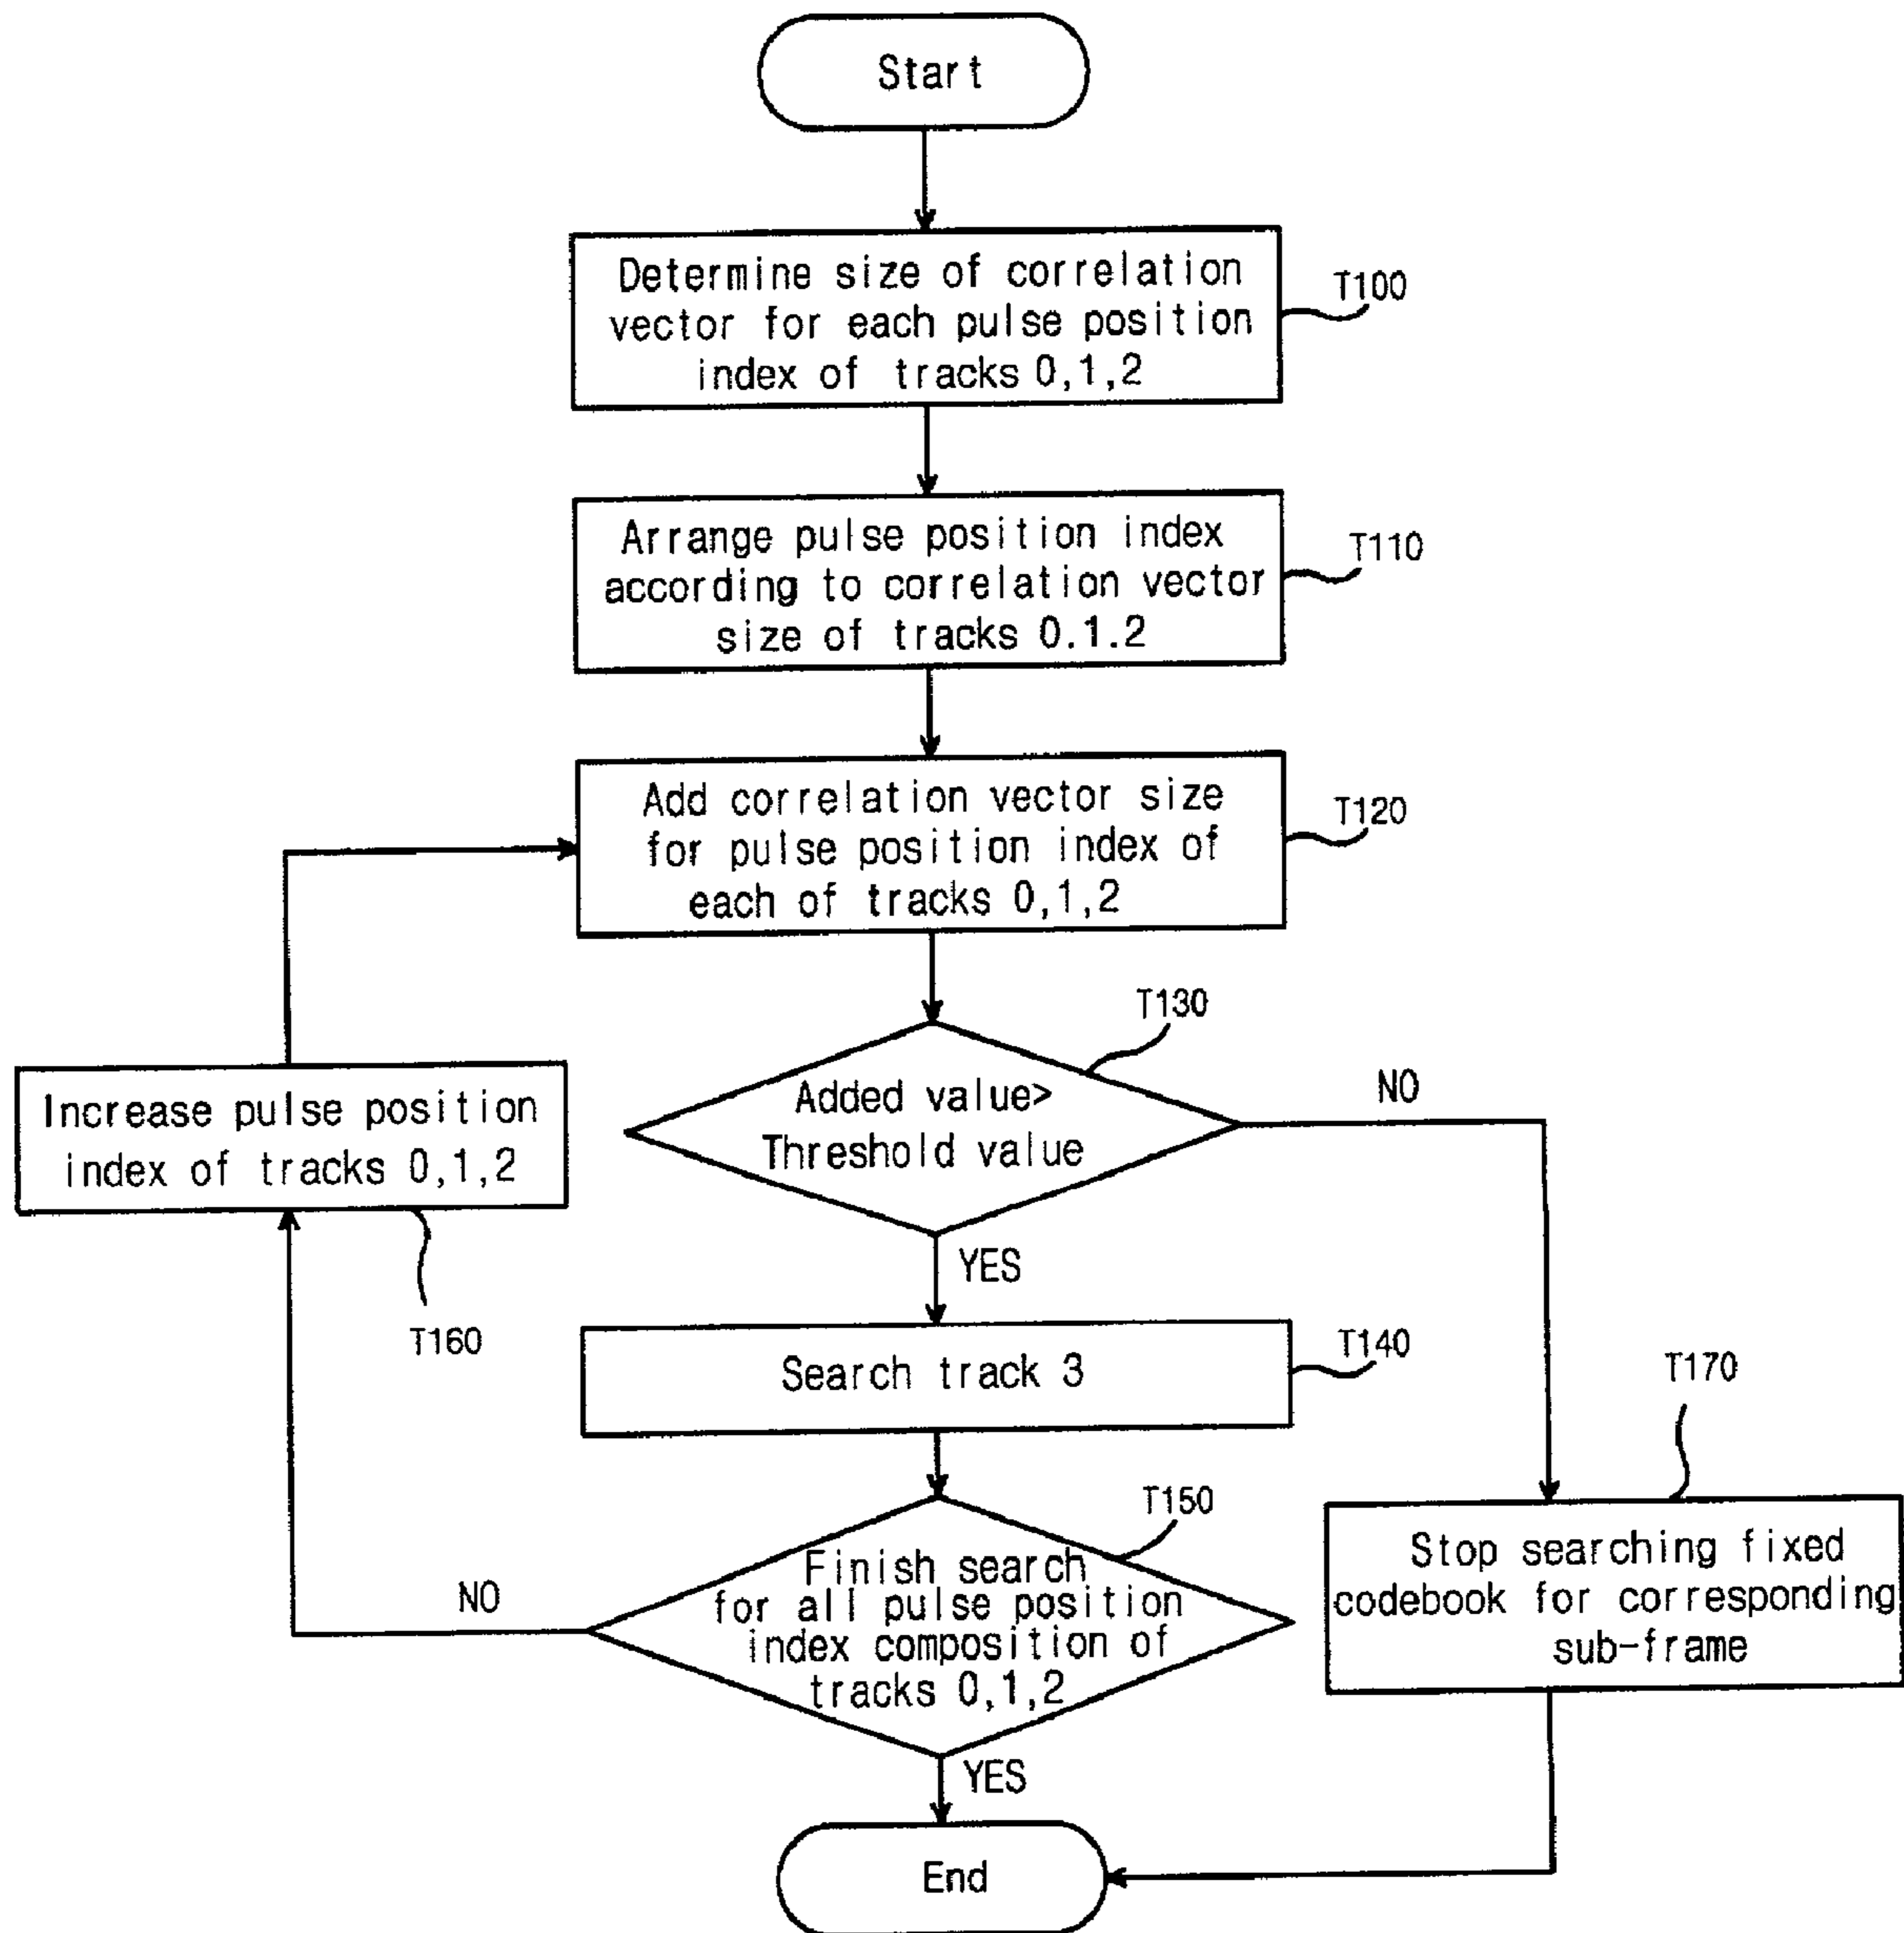 Start
Determine size of correlation
vector for each pulse position
index of tracks 0,1,2
T100
Arrange pulse position index
according to correlation vector
size of tracks 0.1.2
T110
Add correlation vector size
for pulse position index of
each of tracks 0,1,2
T120
T130
Added value>
Threshold value
NO
YES
Increase pulse position
index of tracks 0,1,2
T160
Search track 3
T140
T150
Finish search
for all pulse position
index composition of
tracks 0,1,2
NO
YES
T170
Stop searching fixed
codebook for corresponding
sub-frame
End